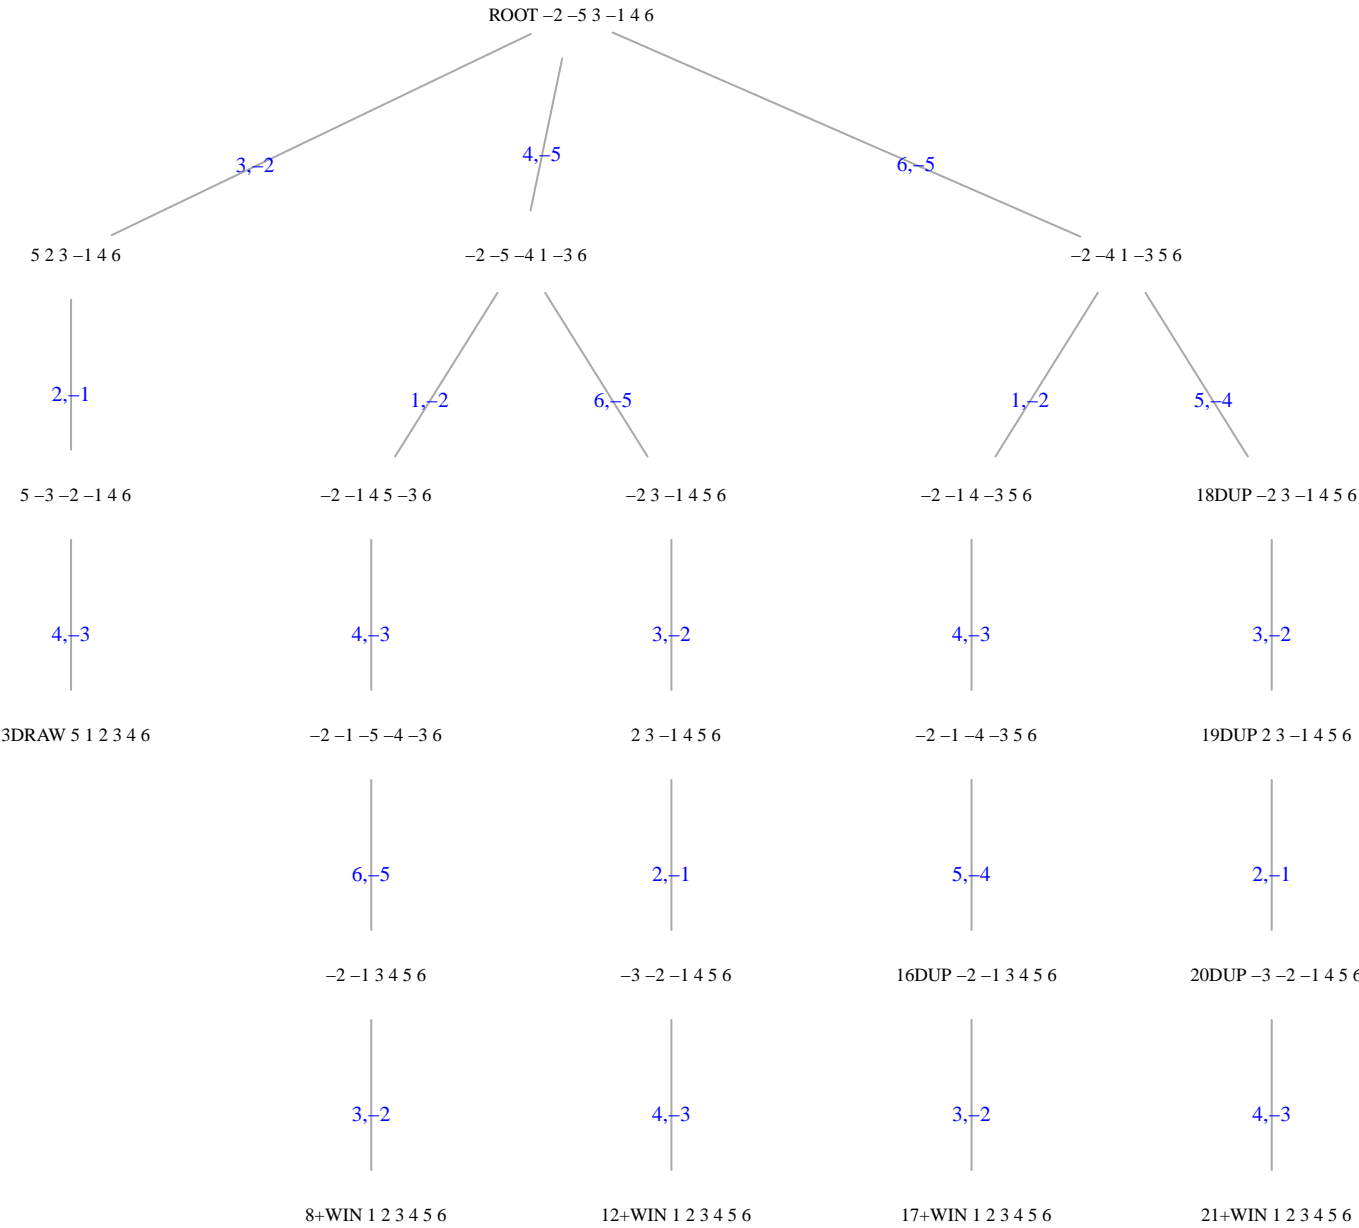 ROOT −2 −5 3 −1 4 6
3,−2
4,−5
6,−5
5 2 3 −1 4 6
−2 −5 −4 1 −3 6
−2 −4 1 −3 5 6
2,−1
1,−2
6,−5
1,−2
5,−4
5 −3 −2 −1 4 6
−2 −1 4 5 −3 6
−2 3 −1 4 5 6
−2 −1 4 −3 5 6
18DUP −2 3 −1 4 5 6
4,−3
4,−3
3,−2
4,−3
3,−2
3DRAW 5 1 2 3 4 6
−2 −1 −5 −4 −3 6
2 3 −1 4 5 6
−2 −1 −4 −3 5 6
19DUP 2 3 −1 4 5 6
6,−5
2,−1
5,−4
2,−1
−2 −1 3 4 5 6
−3 −2 −1 4 5 6
16DUP −2 −1 3 4 5 6
20DUP −3 −2 −1 4 5 6
3,−2
4,−3
3,−2
4,−3
8+WIN 1 2 3 4 5 6
12+WIN 1 2 3 4 5 6
17+WIN 1 2 3 4 5 6
21+WIN 1 2 3 4 5 6